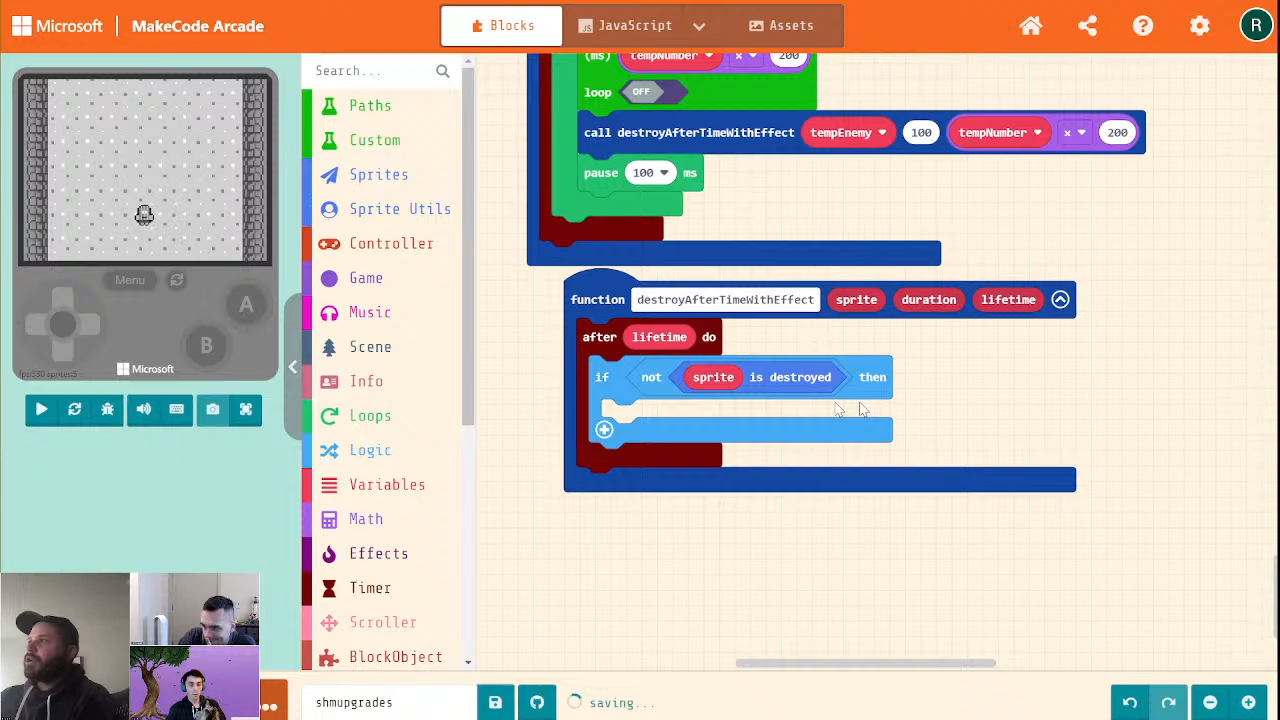 Microsoft
MakeCode Arcade
Blocks
JavaScript
Assets
R
Menu
A
B
Microsoft
Search...
Paths
Custom
Sprites
Sprite Utils
Controller
Game
Music
Scene
Info
Loops
Logic
Variables
Math
Effects
Timer
Scroller
BlockObject
(ms) tempNumber × 200
loop OFF
call destroyAfterTimeWithEffect tempEnemy 100 tempNumber × 200
pause 100 ms
function destroyAfterTimeWithEffect sprite duration lifetime
after lifetime do
if not sprite is destroyed then
shmupgrades
saving...